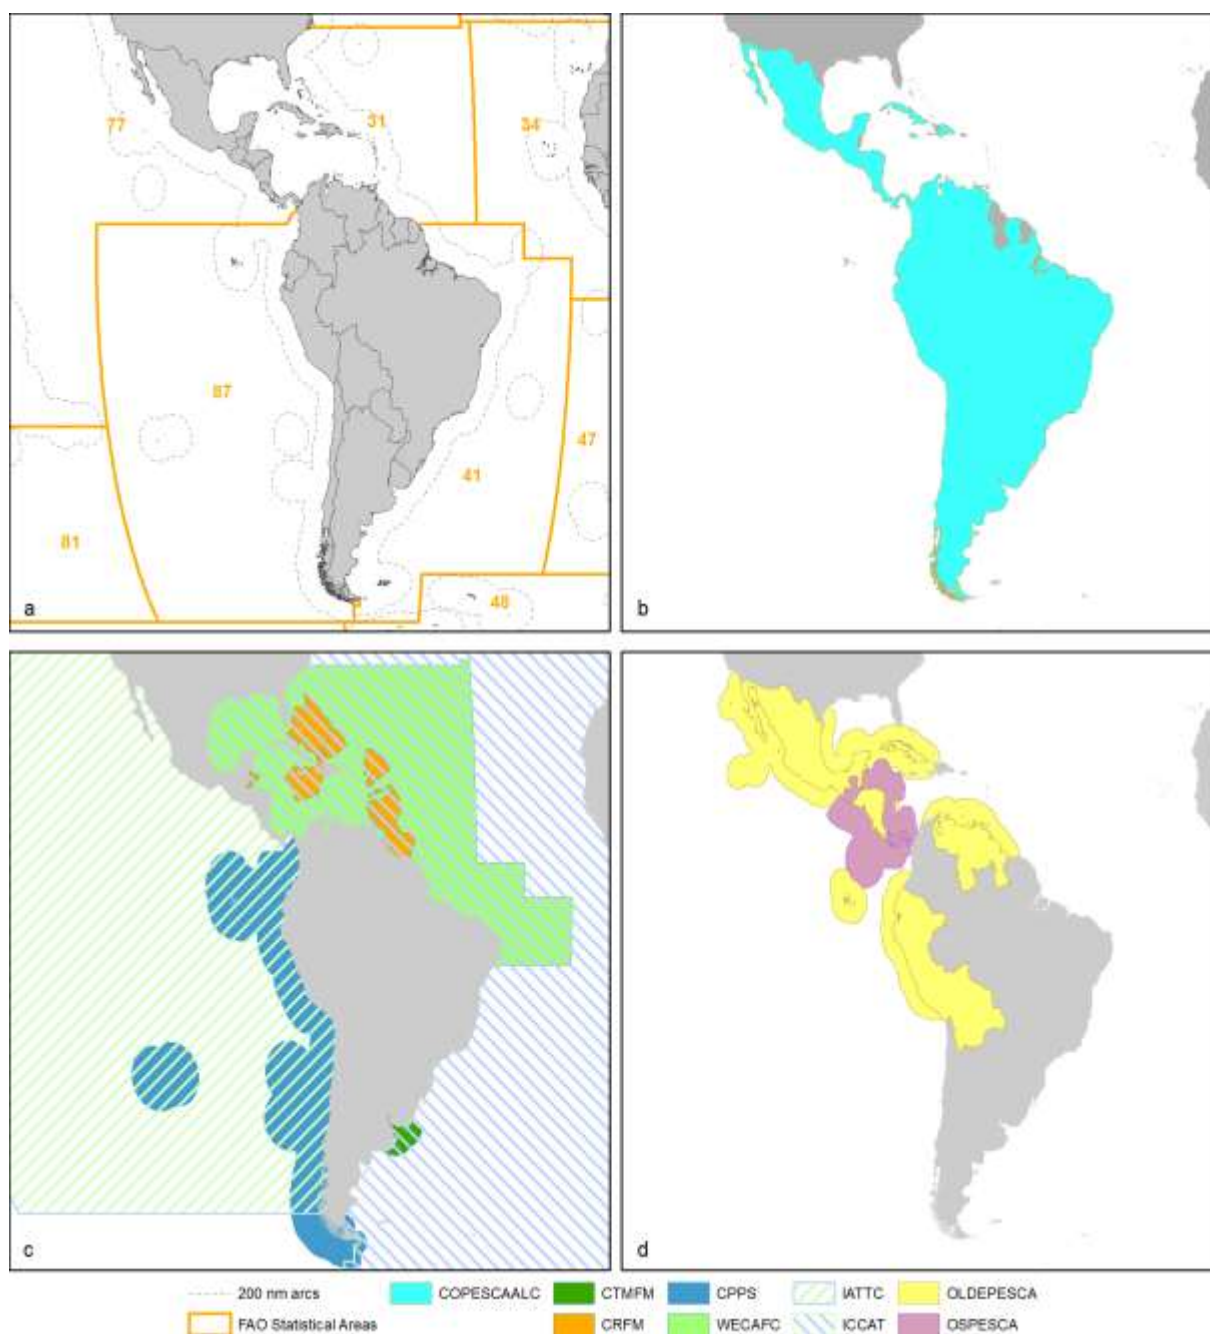 77
31
34
87
47
41
81
48
a
b
c
d
200 nm arcs
COPESCAALC
CTMFM
CPPS
IATTC
OLDEPESCA
FAO Statistical Areas
CRFM
WECAFC
ICCAT
OSPESCA